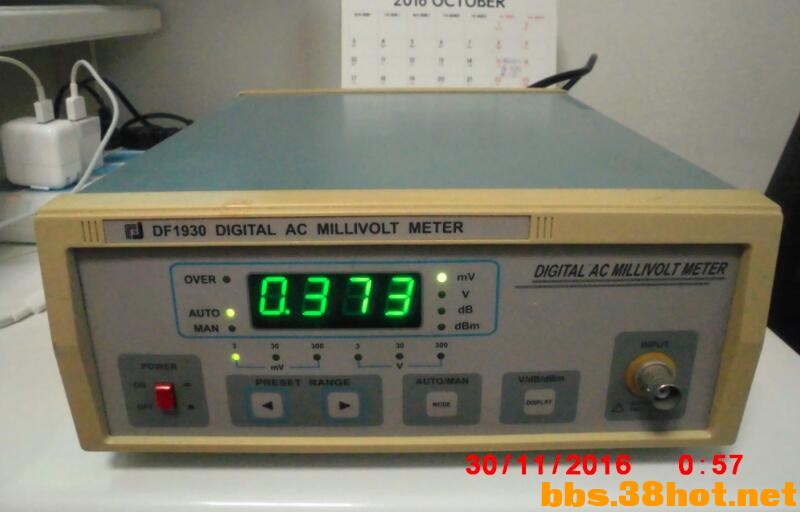 2016 OCTOBER
DF1930 DIGITAL AC MILLIVOLT METER
DIGITAL AC MILLIVOLT METER
OVER
0.373
mV
V
dB
dBm
AUTO
MAN
3 30 300 3 30 300
mV V
POWER
ON
OFF
PRESET RANGE
AUTO/MAN
MODE
V/dB/dBm
DISPLAY
INPUT
30/11/2016 0:57
bbs.38hot.net